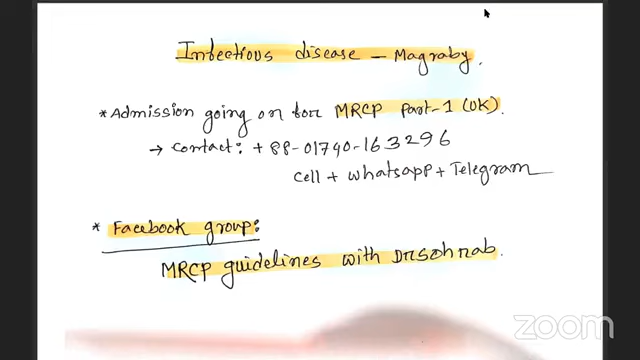 Infectious disease - Magraby.
* Admission going on for MRCP Part-1 (UK).
→ contact: + 88-01740-163296
cell + whatsapp + Telegram
* Facebook group:
MRCP guidelines with Drsohrab.
zoom